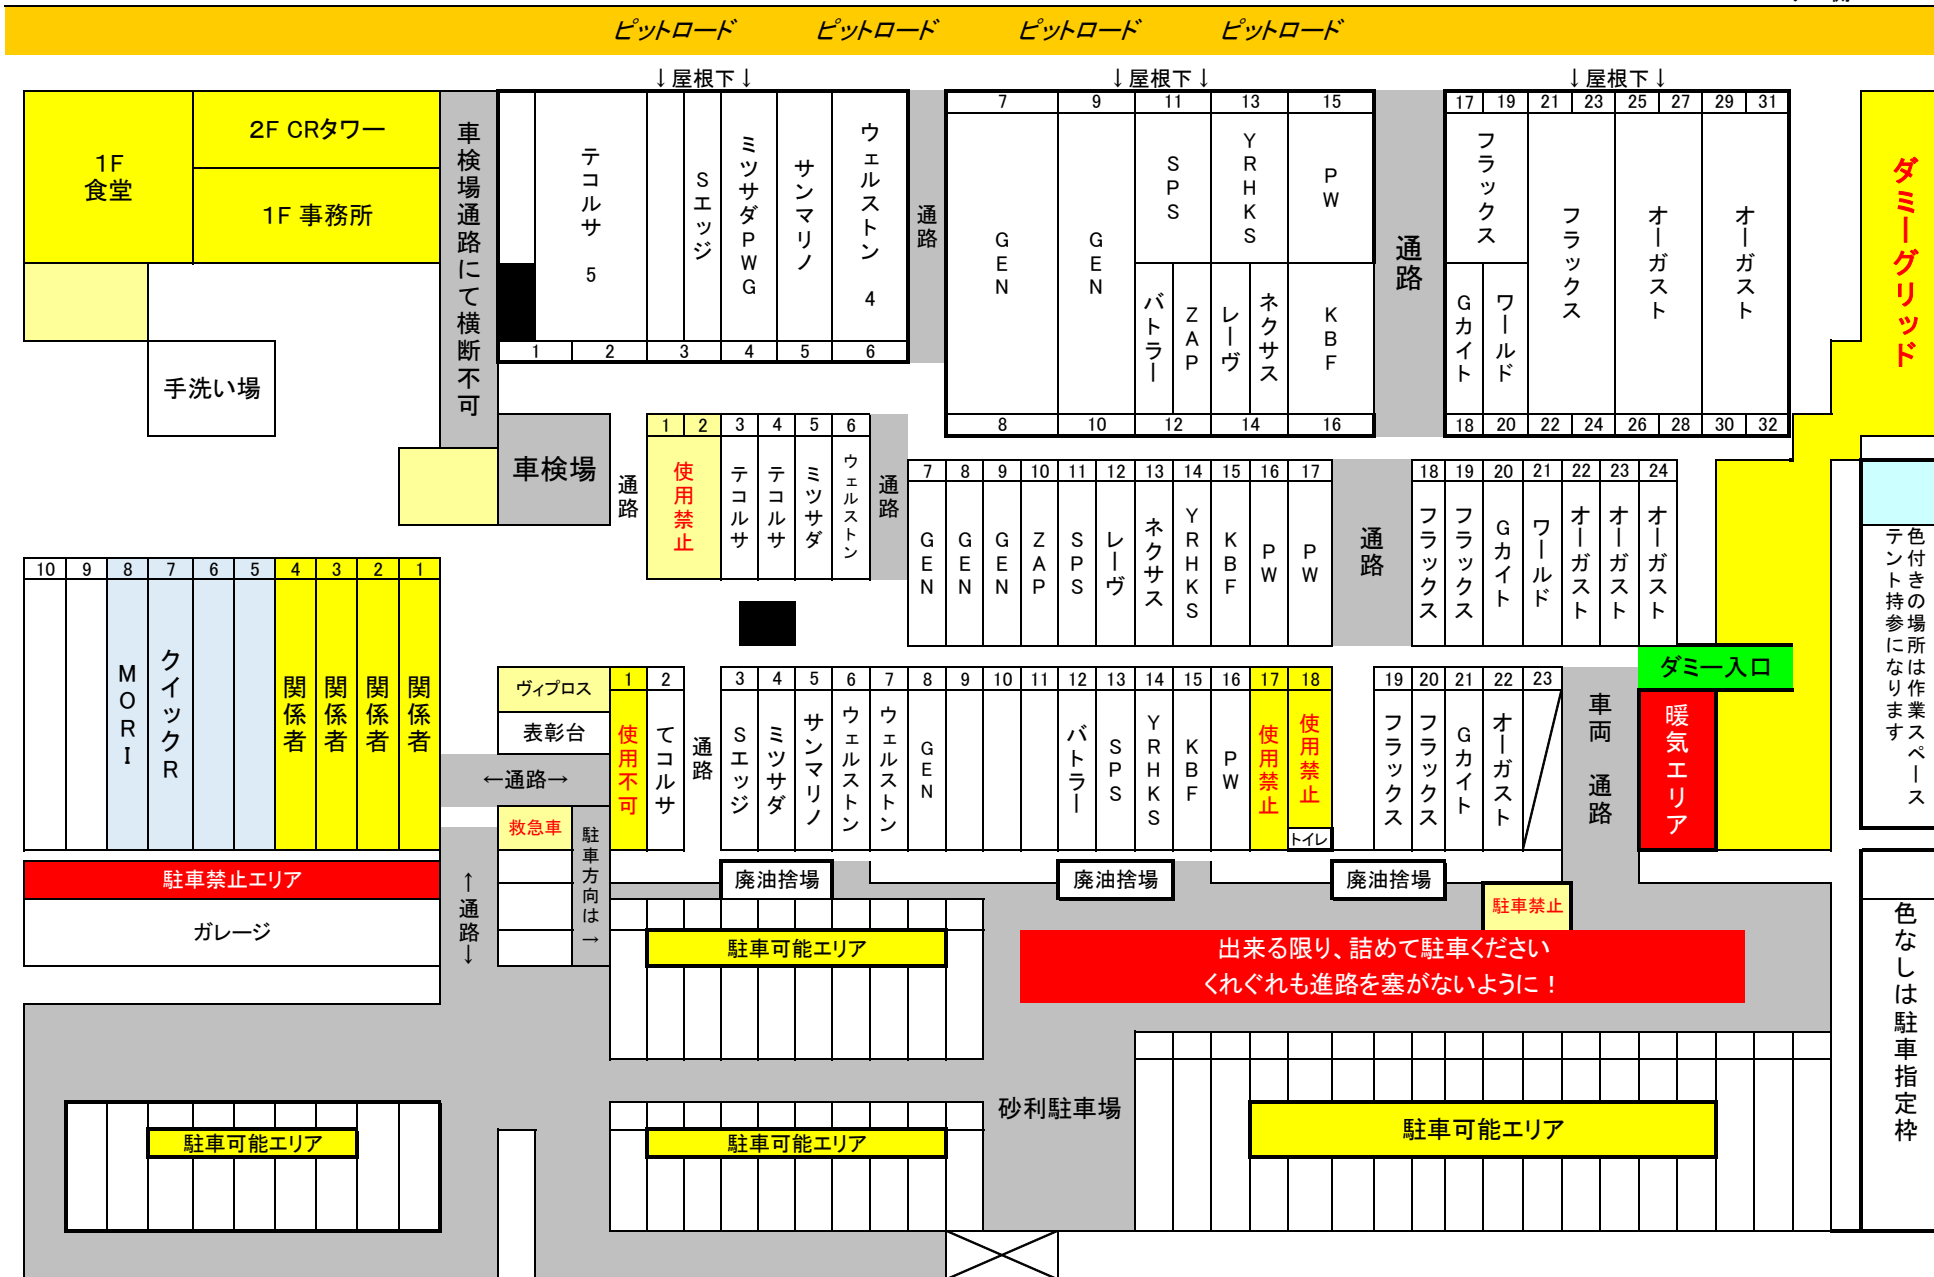 ピットロード ピットロード ピットロード ピットロード
↓屋根下↓ ↓屋根下↓ ↓屋根下↓
1F
食堂
2F CRタワー
1F 事務所
手洗い場
車検場通路にて横断不可
テコルサ 5
Sエッジ
ミツサダPWG
サンマリノ
ウェルストン 4
1 2 3 4 5 6
通路
7 9 11 13 15
GEN
GEN
SPS
YRHKS
PW
バトラー
ZAP
レーヴ
ネクサス
KBF
8 10 12 14 16
通路
17 19 21 23 25 27 29 31
フラックス
フラックス
オーガスト
オーガスト
Gカイト
ワールド
18 20 22 24 26 28 30 32
ダミーグリッド
車検場
通路
1 2 3 4 5 6
使用禁止
テコルサ
テコルサ
ミツサダ
ウェルストン
通路
7 8 9 10 11 12 13 14 15 16 17
GEN
GEN
GEN
ZAP
SPS
レーヴ
ネクサス
YRHKS
KBF
PW
PW
通路
18 19 20 21 22 23 24
フラックス
フラックス
Gカイト
ワールド
オーガスト
オーガスト
オーガスト
色付きの場所は作業スペース
テント持参になります
10 9 8 7 6 5 4 3 2 1
MORI
クイックR
関係者
関係者
関係者
関係者
駐車禁止エリア
ガレージ
ヴィプロス
表彰台
←通路→
救急車
駐車方向は→
←通路→
1 2
使用不可
てコルサ
通路
3 4 5 6 7 8 9 10 11 12 13 14 15 16 17 18
Sエッジ
ミツサダ
サンマリノ
ウェルストン
ウェルストン
GEN
バトラー
SPS
YRHKS
KBF
PW
使用禁止
使用禁止
トイレ
19 20 21 22 23
フラックス
フラックス
Gカイト
オーガスト
車両 通路
ダミー入口
暖気エリア
廃油捨場 廃油捨場 廃油捨場
駐車禁止
駐車可能エリア
出来る限り、詰めて駐車ください
くれぐれも進路を塞がないように！
色なしは駐車指定枠
砂利駐車場
駐車可能エリア
駐車可能エリア
駐車可能エリア